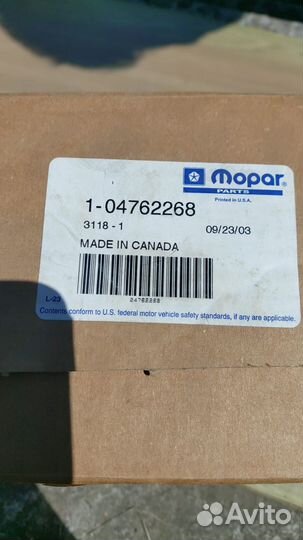 Mopar
PARTS
Printed in U.S.A.
1-04762268
3118 - 1
09/23/03
MADE IN CANADA
L-23
Contents conform to U.S. federal motor vehicle safety standards, if any are applicable.
Avito